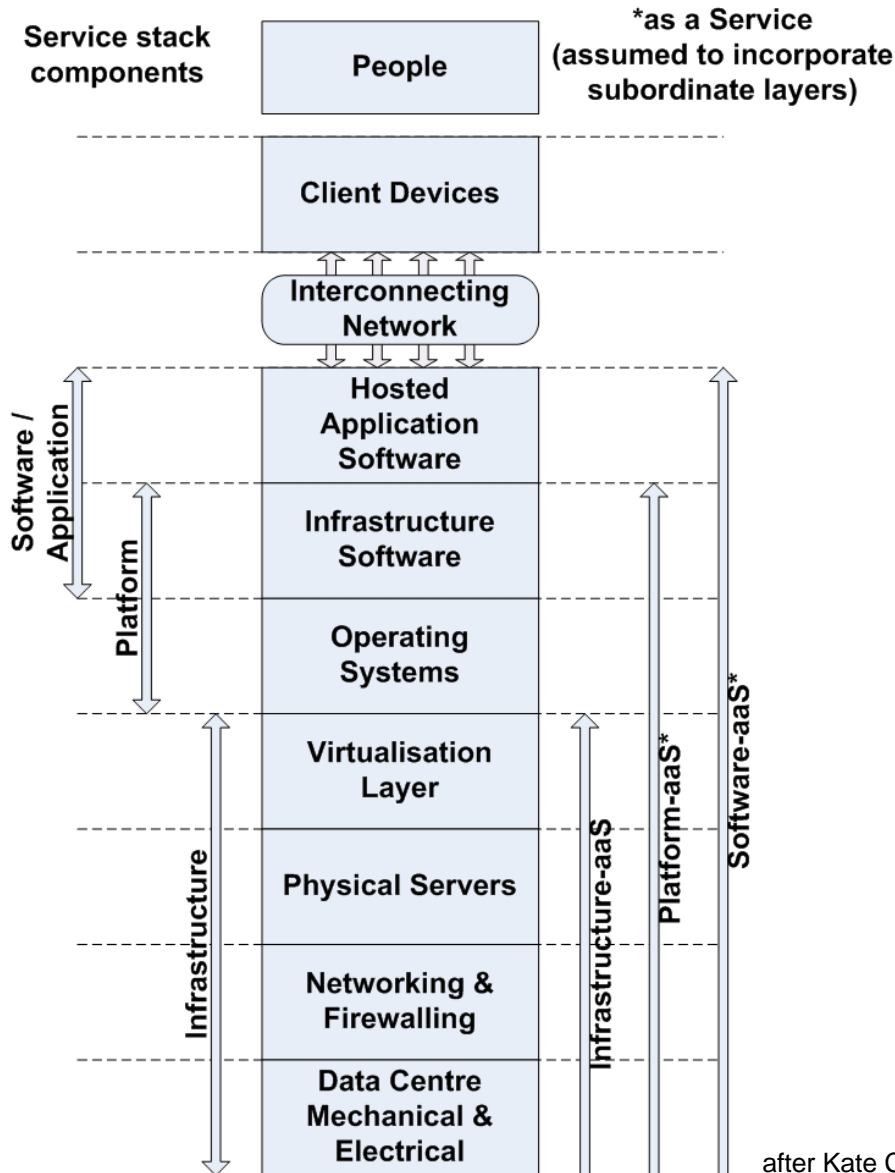 Service stack
components
People
*as a Service
(assumed to incorporate
subordinate layers)
Client Devices
Interconnecting
Network
Hosted
Application
Software
Infrastructure
Software
Operating
Systems
Virtualisation
Layer
Physical Servers
Networking &
Firewalling
Data Centre
Mechanical &
Electrical
Software /
Application
Platform
Infrastructure
Infrastructure-aaS
Platform-aaS*
Software-aaS*
after Kate